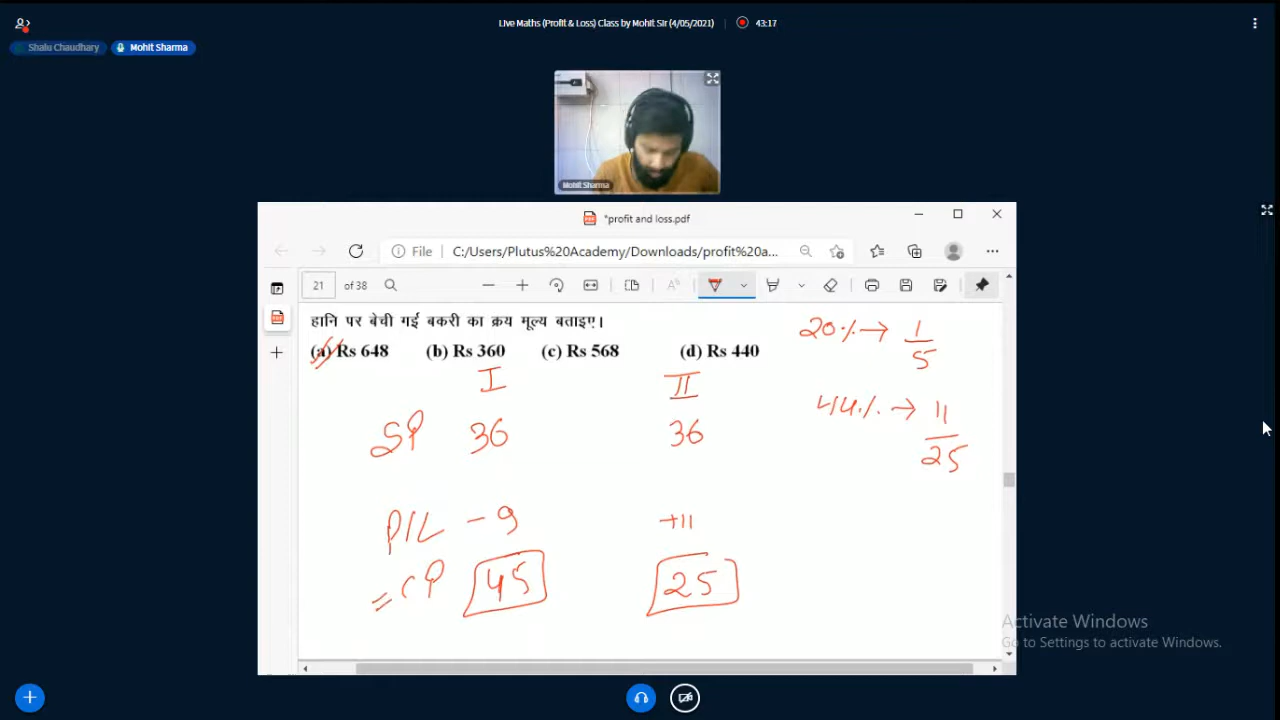 Live Maths (Profit & Loss) Class by Mohit Sir (4/05/2021) 43:17
Shalu Chaudhary Mohit Sharma
Mohit Sharma
*profit and loss.pdf
File C:/Users/Plutus%20Academy/Downloads/profit%20a...
21 of 38
हानि पर बेची गई बकरी का क्रय मूल्य बताइए।
(a) Rs 648 (b) Rs 360 (c) Rs 568 (d) Rs 440
20% → 1/5
I II
44% → 11/25
SP 36 36
P/L - 9 +11
= CP 45 25
Activate Windows
Go to Settings to activate Windows.